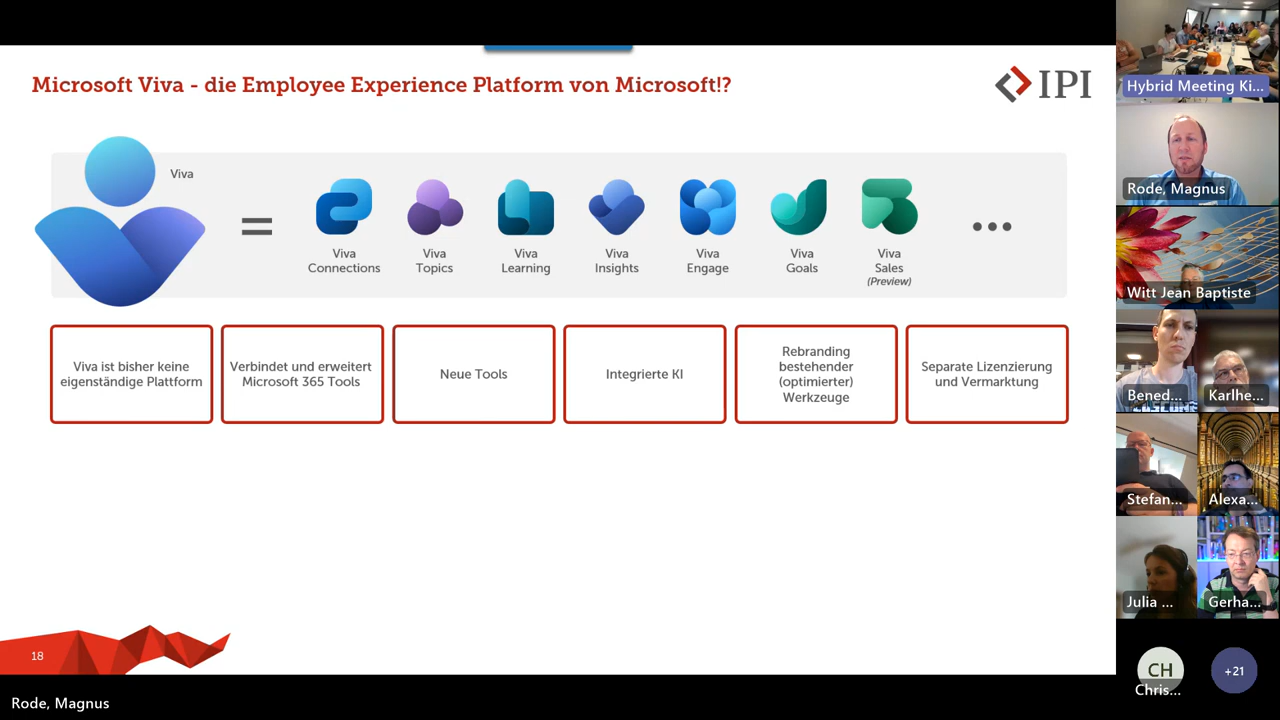 Microsoft Viva - die Employee Experience Platform von Microsoft!?
IPI
Viva
=
Viva
Connections
Viva
Topics
Viva
Learning
Viva
Insights
Viva
Engage
Viva
Goals
Viva
Sales
(Preview)
...
Viva ist bisher keine
eigenständige Plattform
Verbindet und erweitert
Microsoft 365 Tools
Neue Tools
Integrierte KI
Rebranding
bestehender
(optimierter)
Werkzeuge
Separate Lizenzierung
und Vermarktung
18
Rode, Magnus
Hybrid Meeting Ki...
Rode, Magnus
Witt Jean Baptiste
Bened...
Karlhe...
Stefan...
Alexa...
Julia ...
Gerha...
CH
Chris...
+21